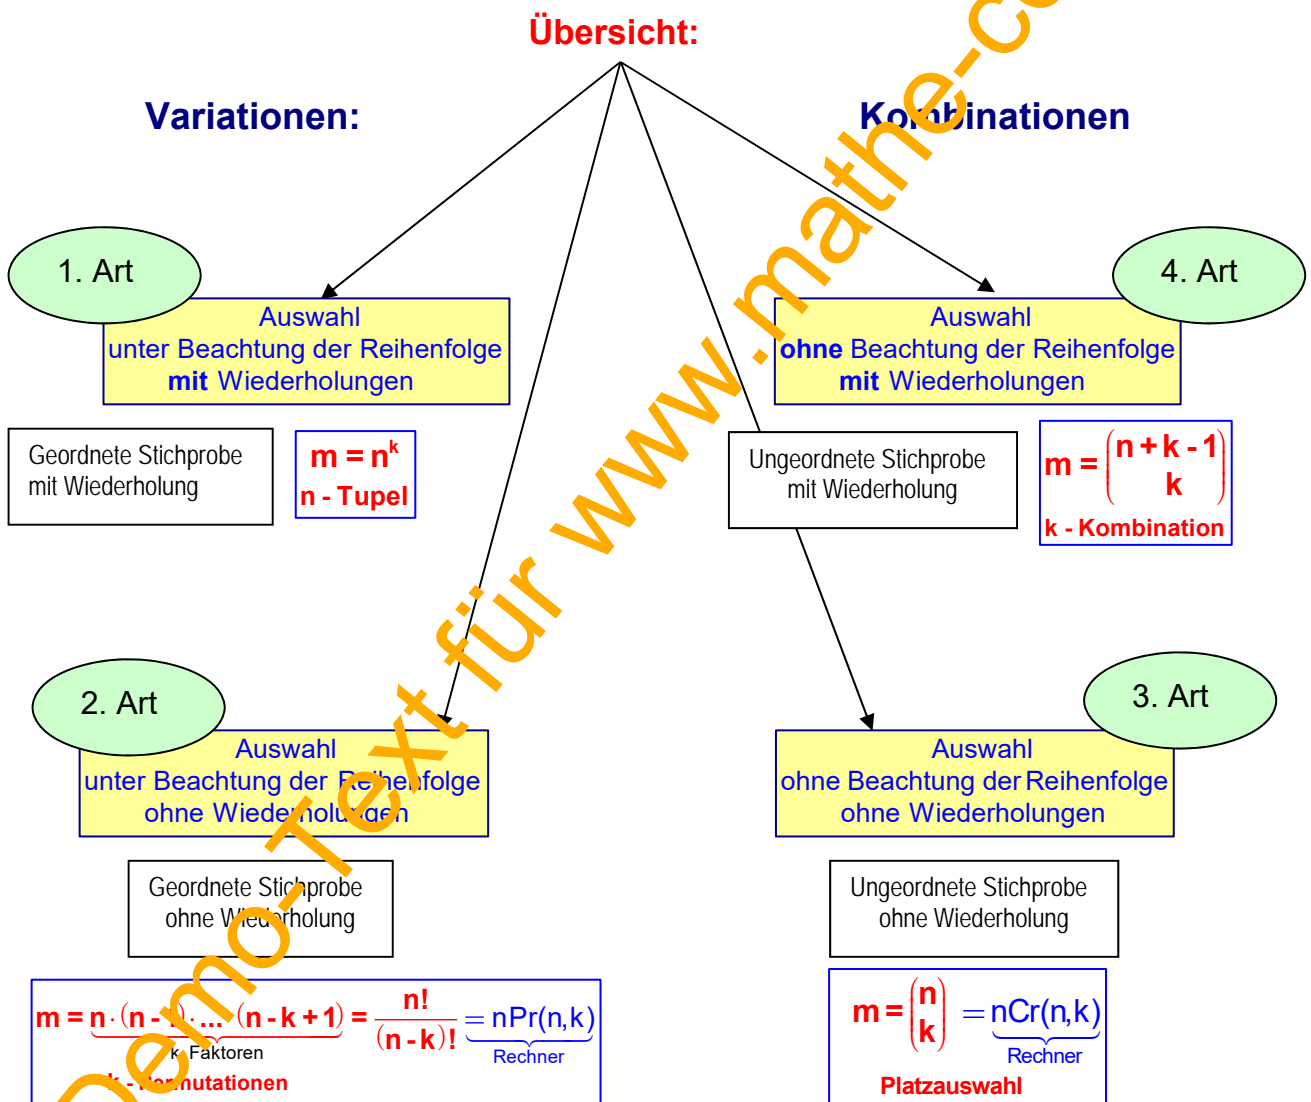 Übersicht:
Variationen:
Kombinationen
1. Art
Auswahl
unter Beachtung der Reihenfolge
mit Wiederholungen
Geordnete Stichprobe
mit Wiederholung
m = n^k
n - Tupel
4. Art
Auswahl
ohne Beachtung der Reihenfolge
mit Wiederholungen
Ungeordnete Stichprobe
mit Wiederholung
m = (n + k - 1
k)
k - Kombination
2. Art
Auswahl
unter Beachtung der Reihenfolge
ohne Wiederholungen
Geordnete Stichprobe
ohne Wiederholung
m = n · (n - 1) · ... · (n - k + 1) = n! / (n - k)! = nPr(n,k)
k Faktoren
Rechner
k - Permutationen
3. Art
Auswahl
ohne Beachtung der Reihenfolge
ohne Wiederholungen
Ungeordnete Stichprobe
ohne Wiederholung
m = (n
k) = nCr(n,k)
Rechner
Platzauswahl
Demo-Text für www.mathe-c